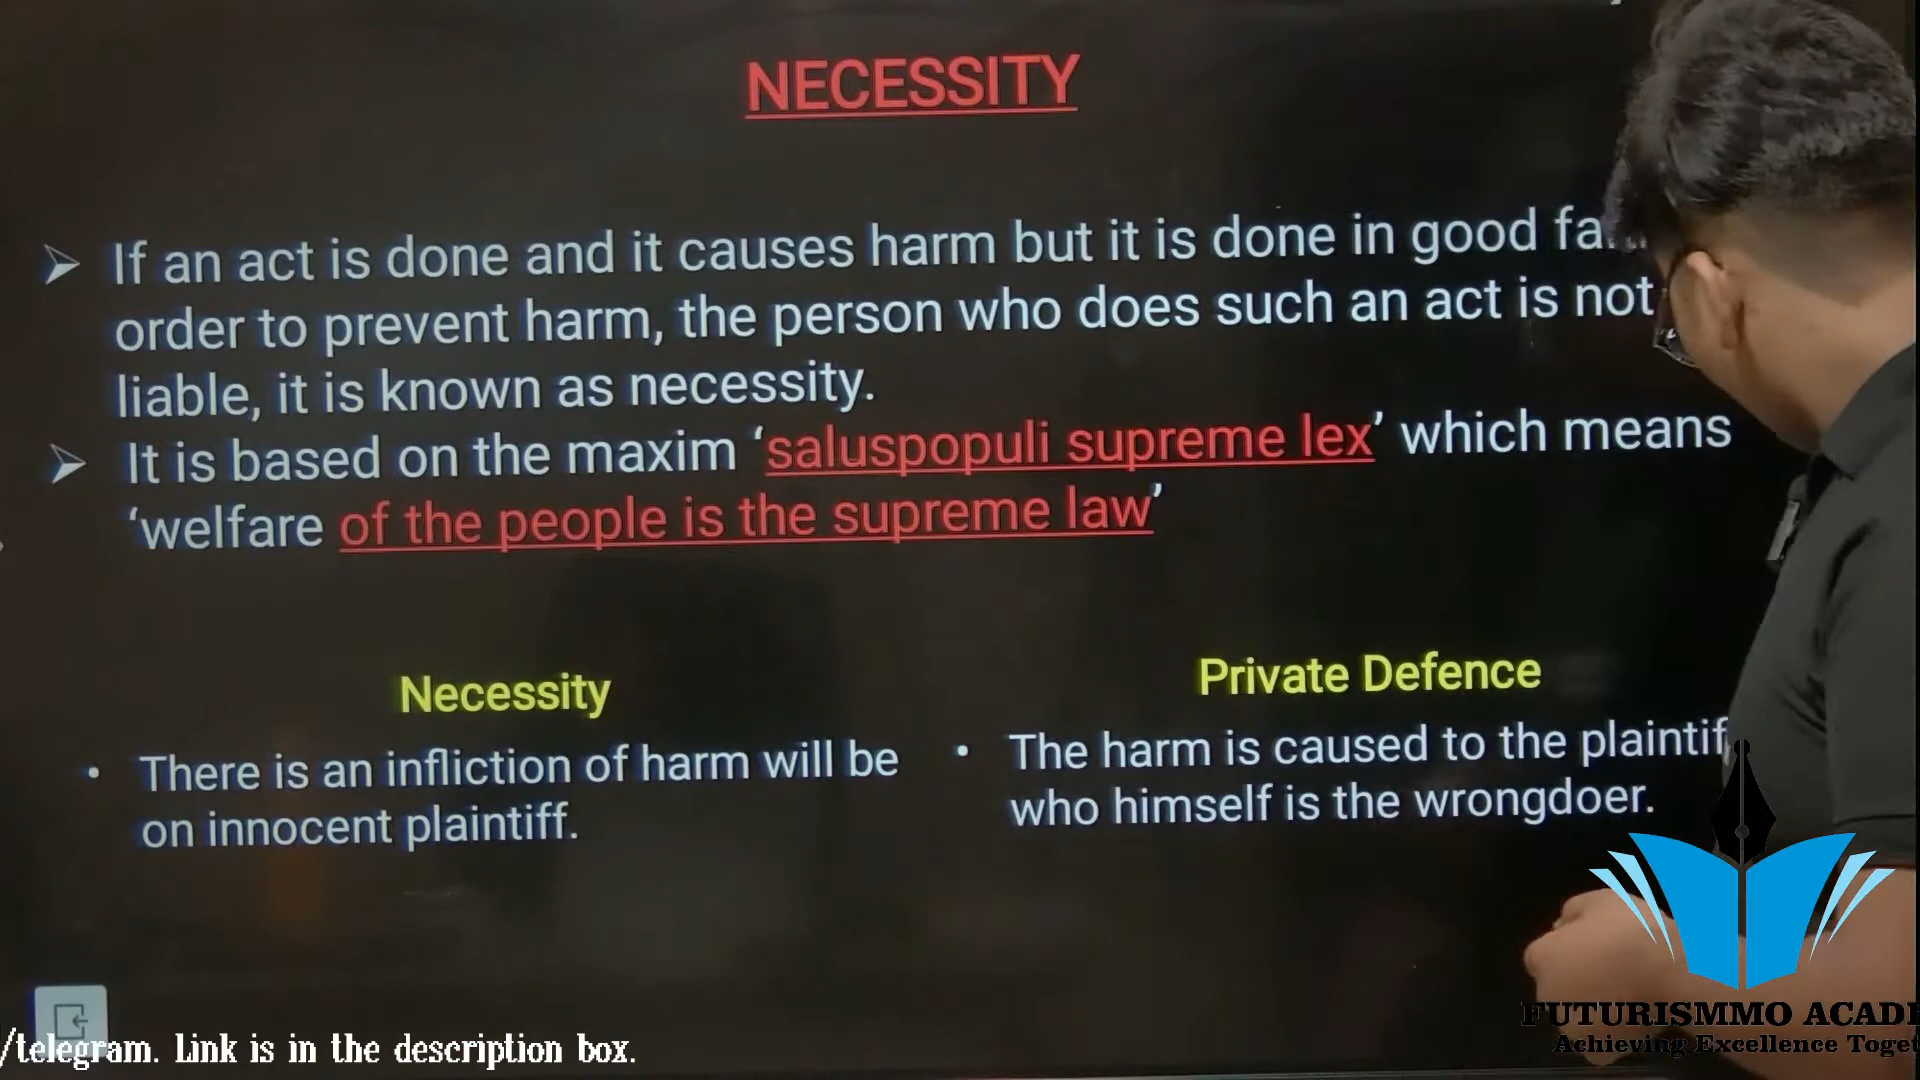 NECESSITY
➢ If an act is done and it causes harm but it is done in good
order to prevent harm, the person who does such an act is not
liable, it is known as necessity.
➢ It is based on the maxim ‘saluspopuli supreme lex’ which means
‘welfare of the people is the supreme law’
Necessity
• There is an infliction of harm will be
on innocent plaintiff.
Private Defence
• The harm is caused to the plaintif
who himself is the wrongdoer.
/telegram. Link is in the description box.
FUTURISMMO ACADE
Achieving Excellence Toget